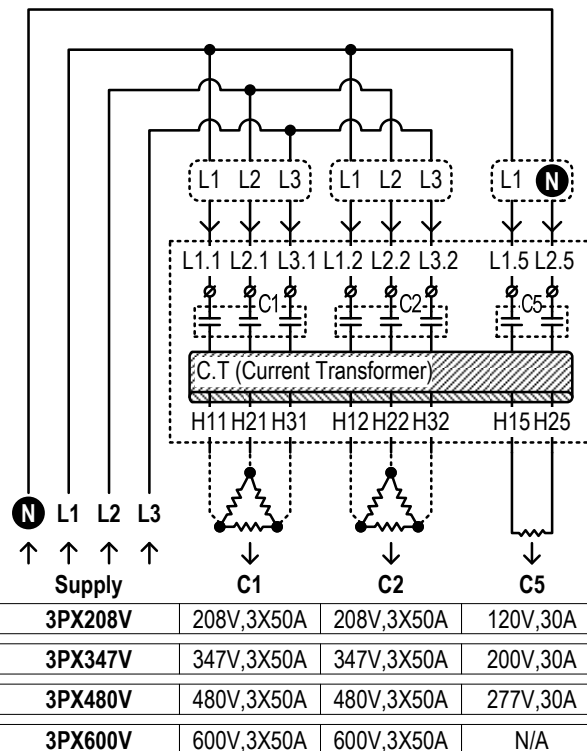 L1 L2 L3 L1 L2 L3 L1 N
L1.1 L2.1 L3.1 L1.2 L2.2 L3.2 L1.5 L2.5
C1 C2 C5
C.T (Current Transformer)
H11 H21 H31 H12 H22 H32 H15 H25
N L1 L2 L3
Supply C1 C2 C5
3PX208V 208V,3X50A 208V,3X50A 120V,30A
3PX347V 347V,3X50A 347V,3X50A 200V,30A
3PX480V 480V,3X50A 480V,3X50A 277V,30A
3PX600V 600V,3X50A 600V,3X50A N/A